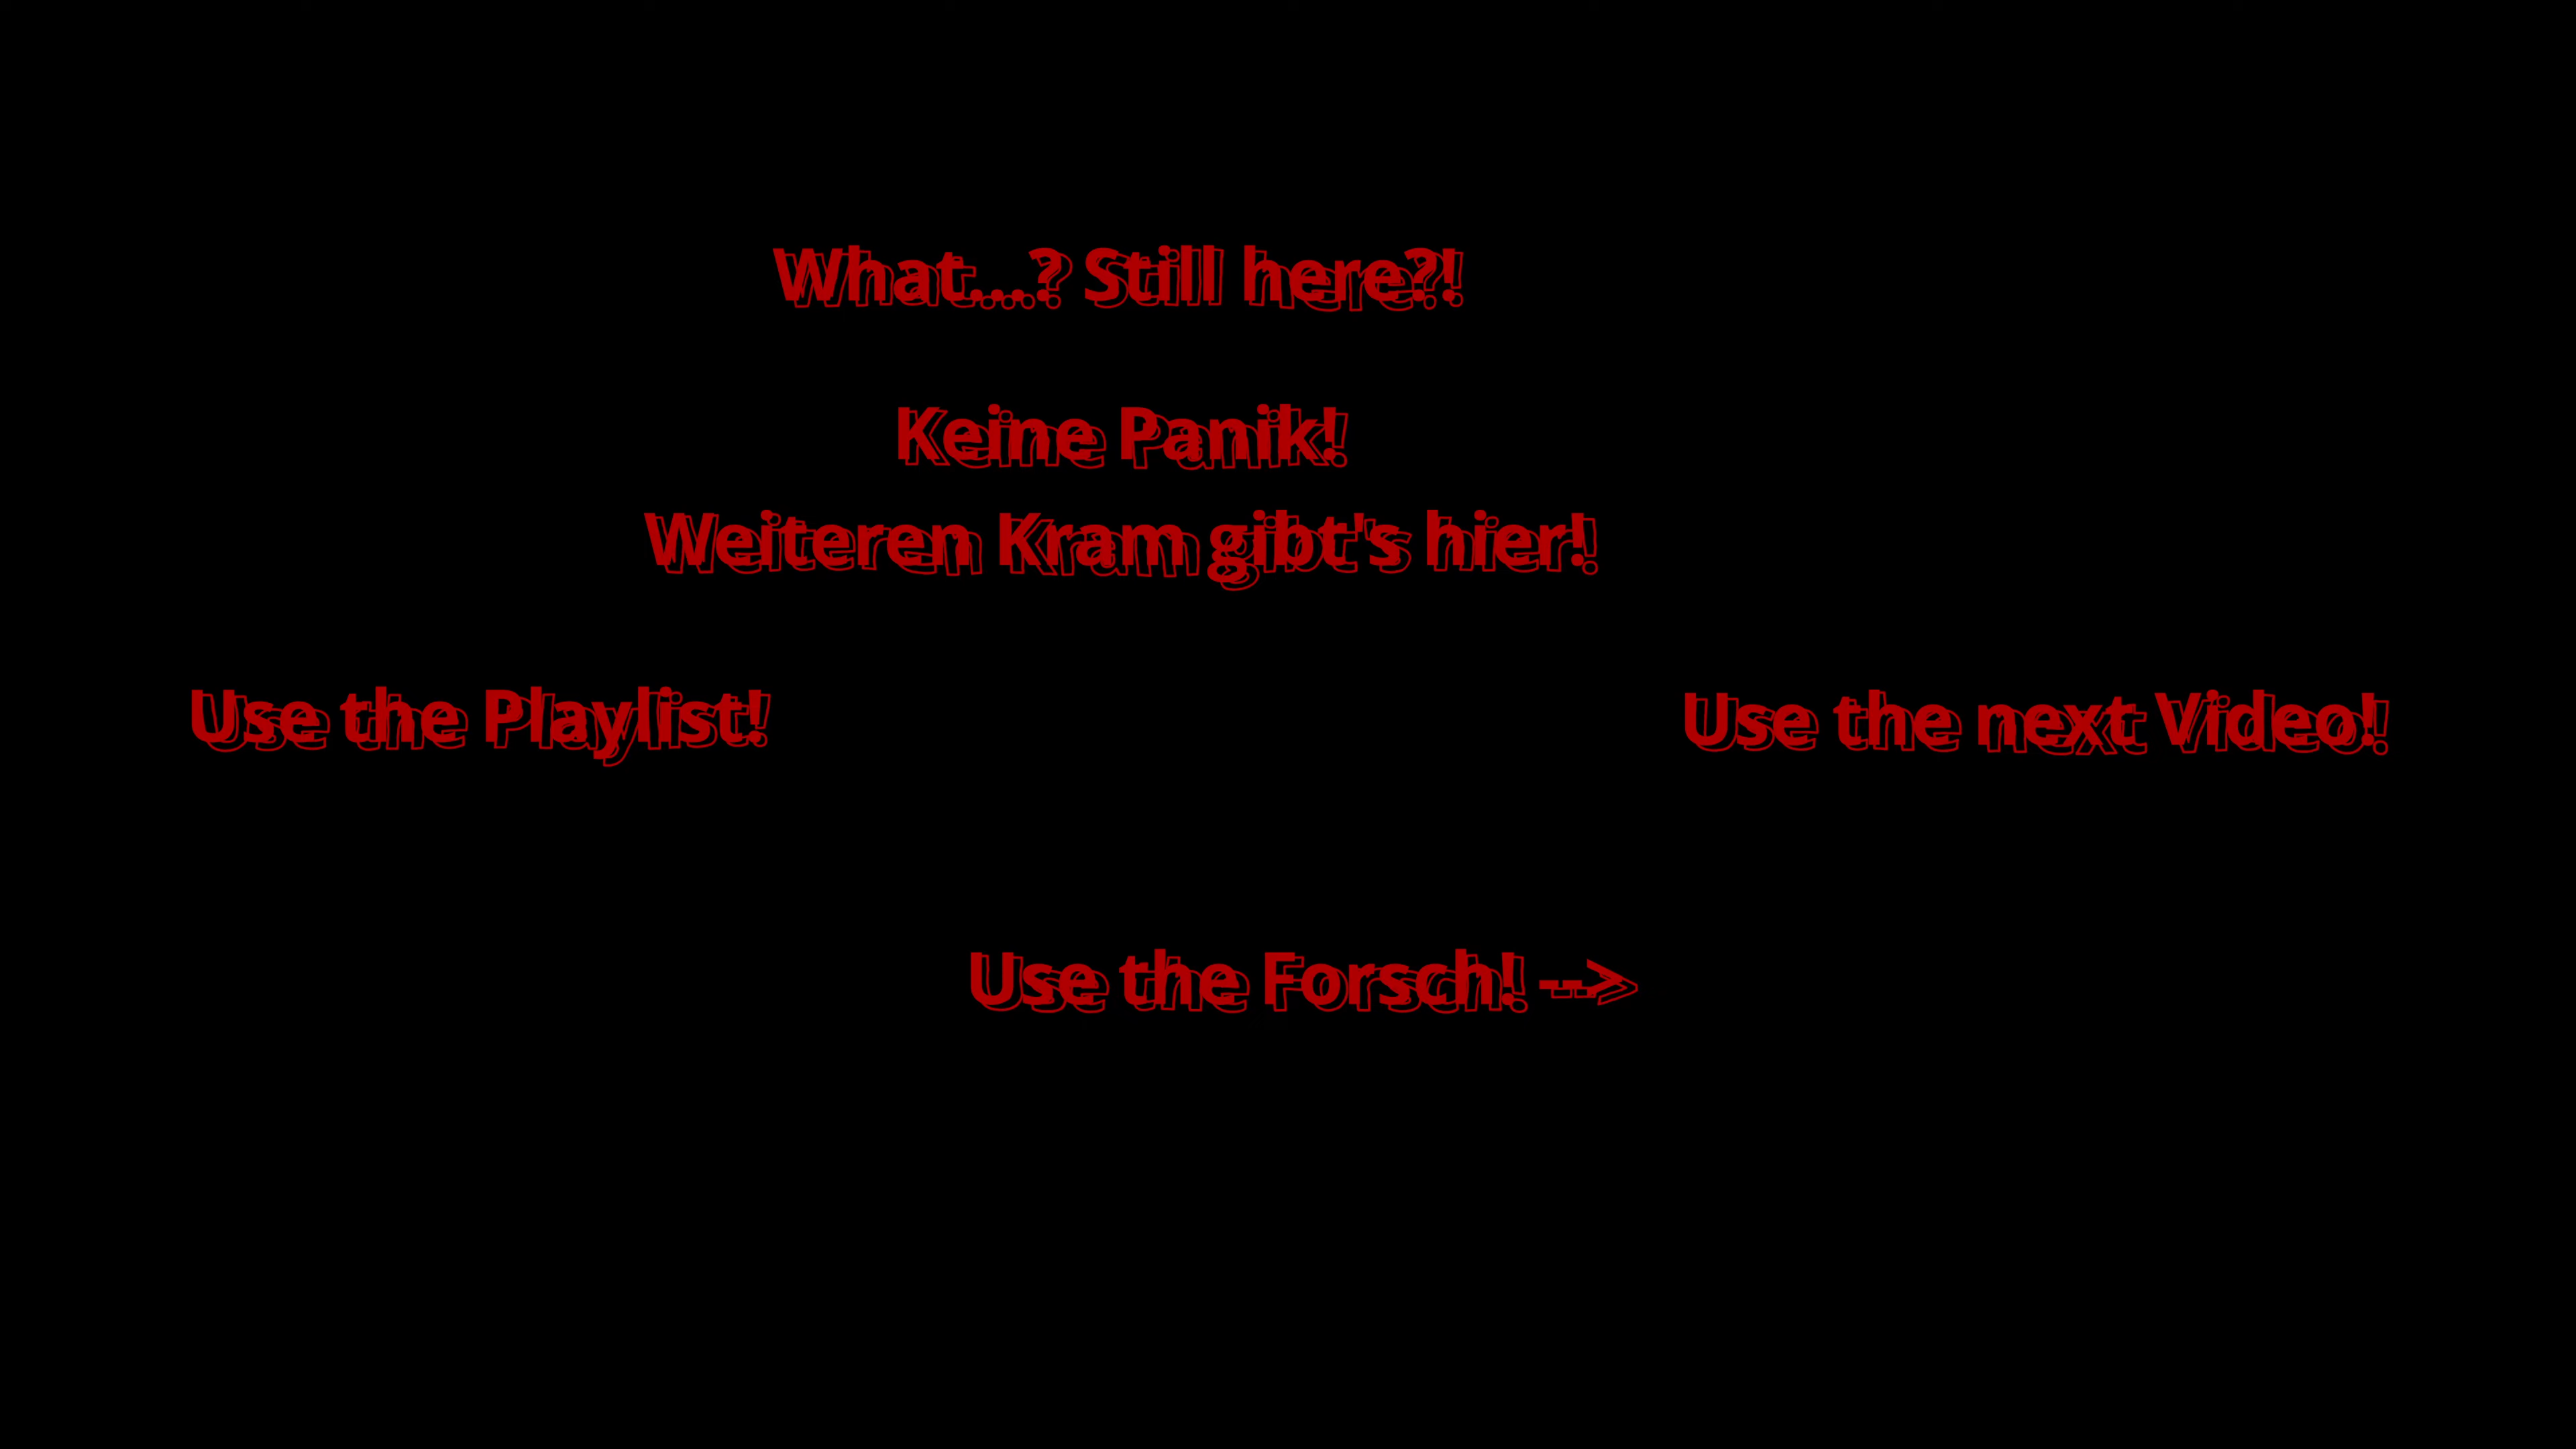 What...? Still here?!
Keine Panik!
Weiteren Kram gibt's hier!
Use the Playlist!
Use the next Video!
Use the Forsch! -->